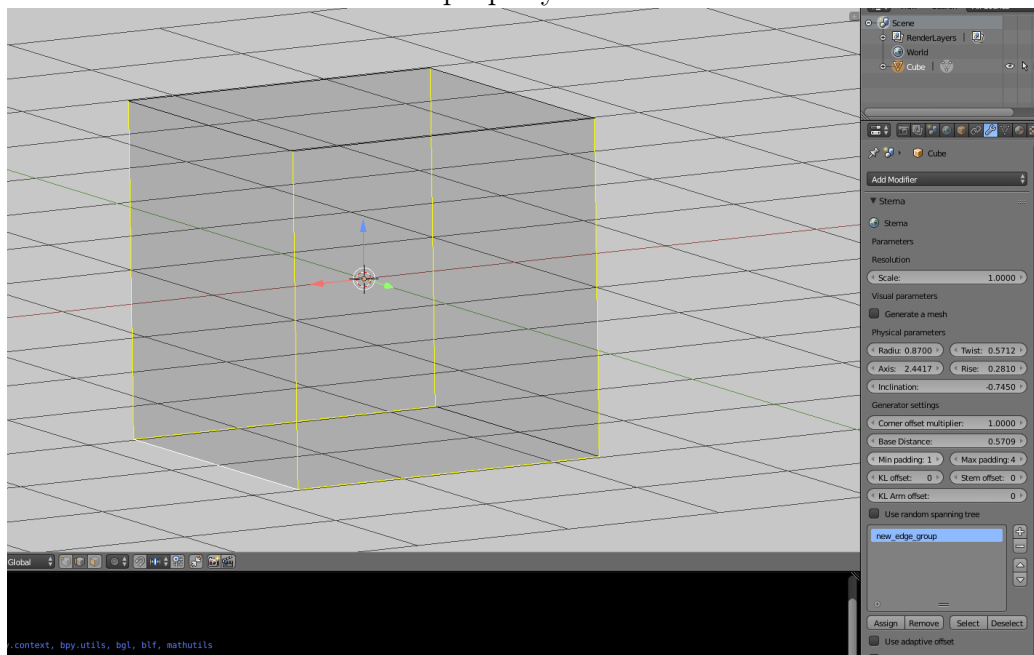 Scene
RenderLayers |
World
Cube |
Cube
Add Modifier
Sterna
Sterna
Parameters
Resolution
Scale: 1.0000
Visual parameters
Generate a mesh
Physical parameters
Radiu: 0.8700 Twist: 0.5712
Axis: 2.4417 Rise: 0.2810
Inclination: -0.7450
Generator settings
Corner offset multiplier: 1.0000
Base Distance: 0.5709
Min padding: 1 Max padding: 4
KL offset: 0 Stem offset: 0
KL Arm offset: 0
Use random spanning tree
new_edge_group
Global
Assign Remove Select Deselect
Use adaptive offset
.context, bpy.utils, bgl, blf, mathutils